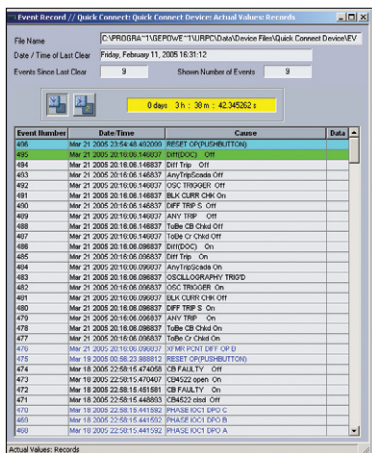 Event Record // Quick Connect: Quick Connect Device: Actual Values: Records
File Name C:\PROGRA~1\GEPOWE~1\URPC\Data\Device Files\Quick Connect Device\EV
Date / Time of Last Clear Friday, February 11, 2005 16:31:12
Events Since Last Clear 9 Shown Number of Events 9
0 days 3 h : 38 m : 42.345262 s
Event Number Date/Time Cause Data
496 Mar 21 2005 23:54:48.492099 RESET OP(PUSHBUTTON)
495 Mar 21 2005 20:16:06.146837 Diff(DOC) Off
494 Mar 21 2005 20:16:06.146837 Diff Trip Off
493 Mar 21 2005 20:16:06.146837 AnyTripScada Off
492 Mar 21 2005 20:16:06.146837 OSC TRIGGER Off
491 Mar 21 2005 20:16:06.146837 BLK CURR CHK On
490 Mar 21 2005 20:16:06.146837 DIFF TRIP S Off
489 Mar 21 2005 20:16:06.146837 ANY TRIP Off
488 Mar 21 2005 20:16:06.146837 ToBe CB Chkd Off
487 Mar 21 2005 20:16:06.146837 ToBe Cr Chkd Off
485 Mar 21 2005 20:16:06.096837 Diff(DOC) On
485 Mar 21 2005 20:16:06.096837 Diff Trip On
484 Mar 21 2005 20:16:06.096837 AnyTripScada On
483 Mar 21 2005 20:16:06.096837 OSCILLOGRAPHY TRIG'D
482 Mar 21 2005 20:16:06.096837 OSC TRIGGER On
481 Mar 21 2005 20:16:06.096837 BLK CURR CHK Off
480 Mar 21 2005 20:16:06.096837 DIFF TRIP S On
479 Mar 21 2005 20:16:06.096837 ANY TRIP On
478 Mar 21 2005 20:16:06.096837 ToBe CB Chkd On
477 Mar 21 2005 20:16:06.096837 ToBe Cr Chkd On
476 Mar 21 2005 20:16:06.096837 XFMR PCNT DIFF OP B
475 Mar 19 2005 00:56:23.988812 RESET OP(PUSHBUTTON)
474 Mar 18 2005 22:58:15.474058 CB FAULTY Off
473 Mar 18 2005 22:58:15.470407 CB4522 open On
472 Mar 18 2005 22:58:15.451581 CB FAULTY On
471 Mar 18 2005 22:58:15.448893 CB4522 clsd Off
470 Mar 18 2005 22:58:15.441592 PHASE IOC1 DPO C
469 Mar 18 2005 22:58:15.441592 PHASE IOC1 DPO B
468 Mar 18 2005 22:58:15.441592 PHASE IOC1 DPO A
Actual Values: Records